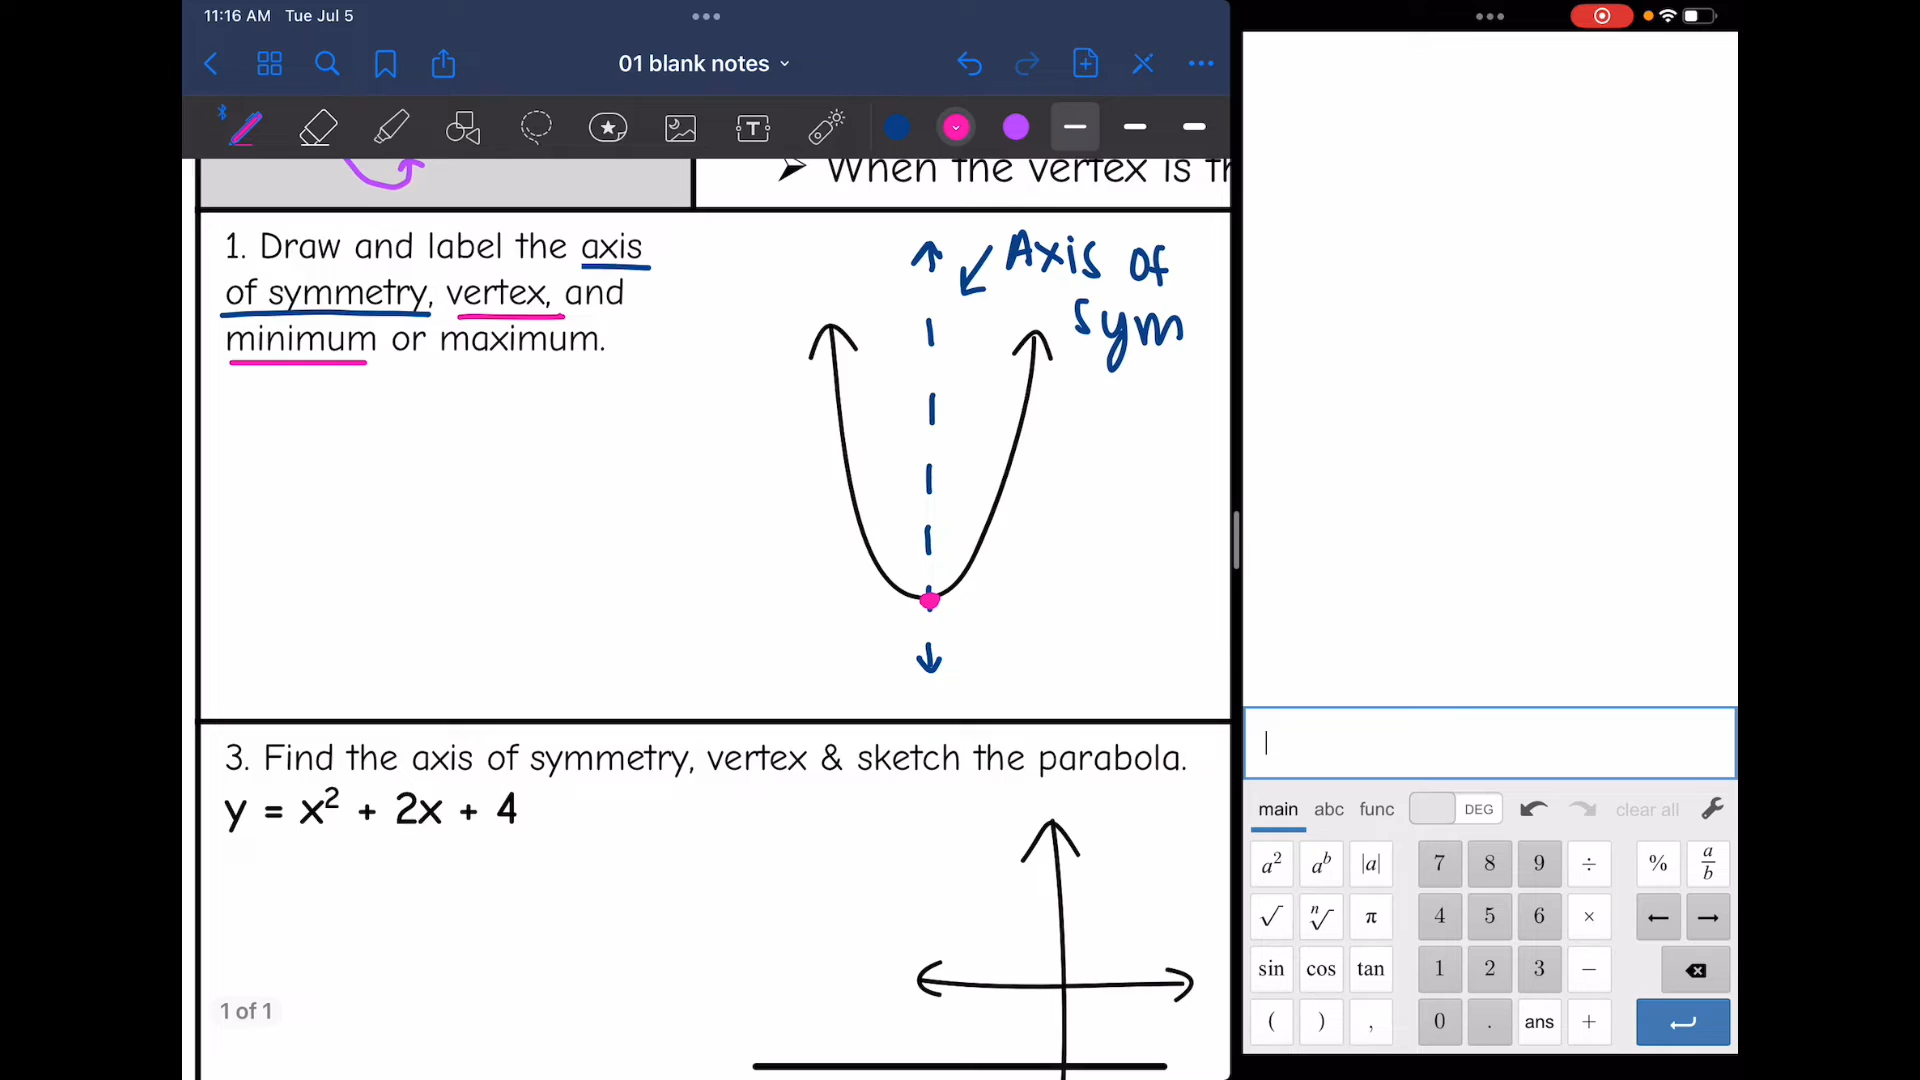 11:16 AM Tue Jul 5
01 blank notes
When the vertex is th
1. Draw and label the axis
of symmetry, vertex, and
minimum or maximum.
Axis of
sym
3. Find the axis of symmetry, vertex & sketch the parabola.
y = x² + 2x + 4
1 of 1
main abc func DEG clear all
a² aᵇ |a| 7 8 9 ÷ % a/b
√ ⁿ√ π 4 5 6 × ← →
sin cos tan 1 2 3 −
( ) , 0 . ans +